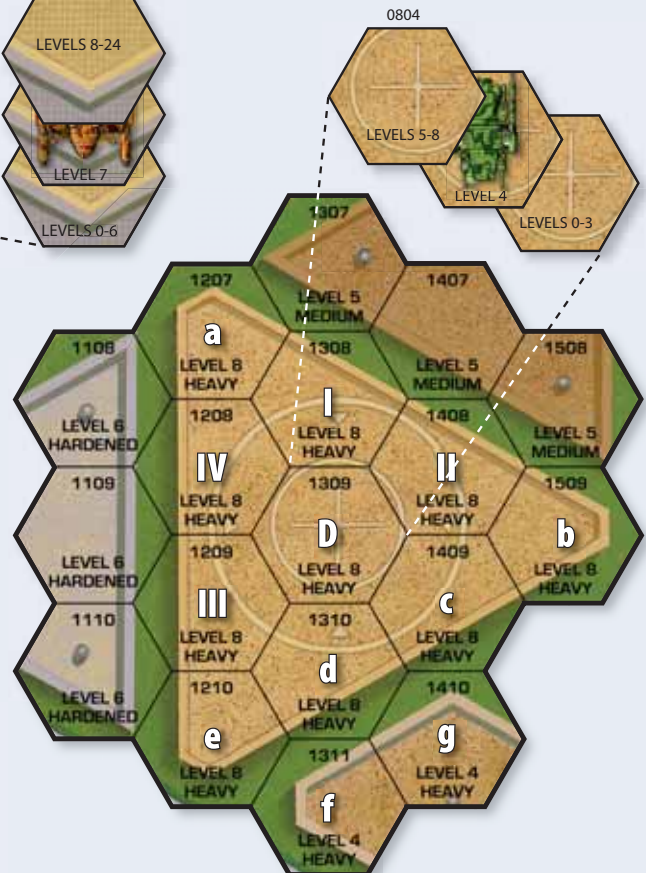 LEVELS 8-24
LEVEL 7
LEVELS 0-6
0804
LEVELS 5-8
LEVEL 4
LEVELS 0-3
1307
LEVEL 5
MEDIUM
1207
a
LEVEL 8
HEAVY
1407
LEVEL 5
MEDIUM
1108
LEVEL 6
HARDENED
1308
I
LEVEL 8
HEAVY
1508
LEVEL 5
MEDIUM
1208
IV
LEVEL 8
HEAVY
1408
II
LEVEL 8
HEAVY
1109
LEVEL 6
HARDENED
1309
D
LEVEL 8
HEAVY
1509
b
LEVEL 8
HEAVY
1209
III
LEVEL 8
HEAVY
1409
c
LEVEL 8
HEAVY
1110
LEVEL 6
HARDENED
1310
d
LEVEL 8
HEAVY
1210
e
LEVEL 8
HEAVY
1410
g
LEVEL 4
HEAVY
1311
f
LEVEL 4
HEAVY